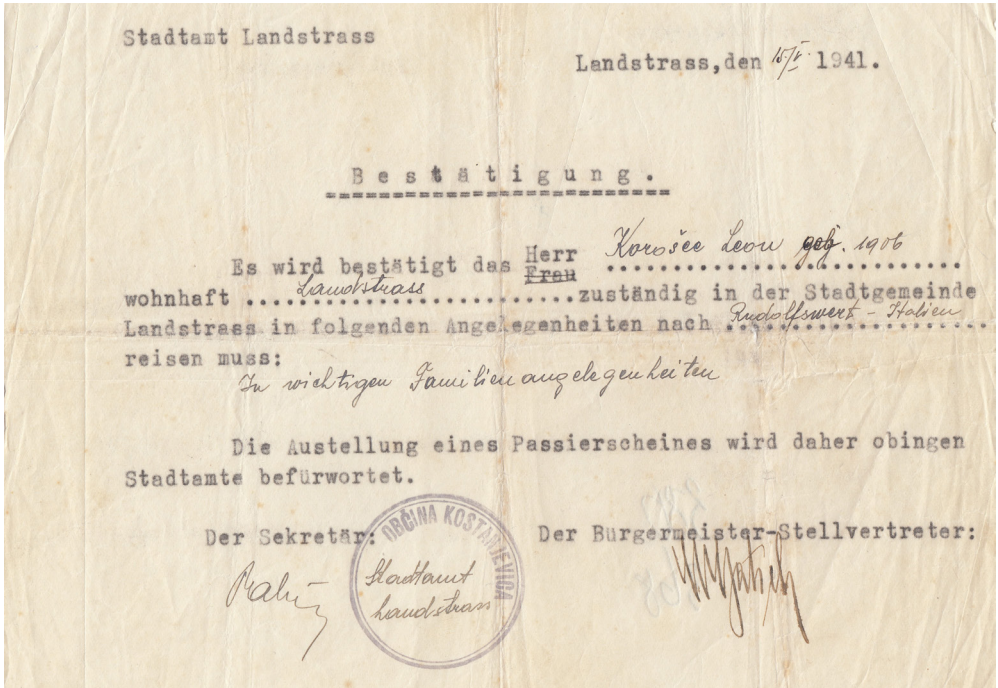 Stadtamt Landstrass
Landstrass, den 15/V. 1941.
Bestätigung.
Es wird bestätigt das Herr Frau Korošec Leon geb. 1906
wohnhaft Landstrass zuständig in der Stadtgemeinde
Landstrass in folgenden Angelegenheiten nach Rudolfswert - Italien
reisen muss:
In wichtigen Familienangelegenheiten
Die Austellung eines Passierscheines wird daher obingen
Stadtamte befürwortet.
Der Sekretär:
Der Bürgermeister-Stellvertreter:
OBČINA KOSTANJEVICA
Stadtamt
Landstrass